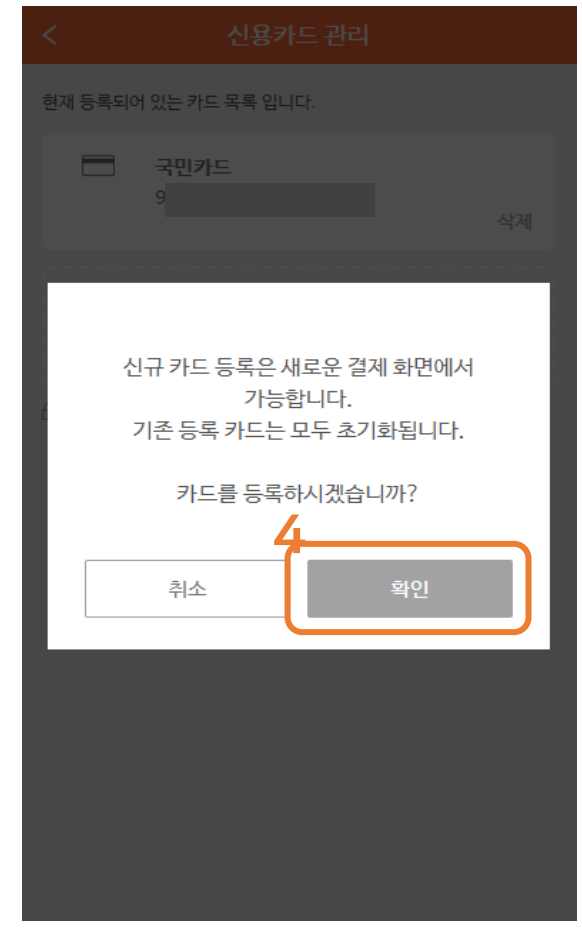 신용카드 관리
현재 등록되어 있는 카드 목록 입니다.
국민카드
9
삭제
신규 카드 등록은 새로운 결제 화면에서
가능합니다.
기존 등록 카드는 모두 초기화됩니다.
카드를 등록하시겠습니까?
4
취소
확인